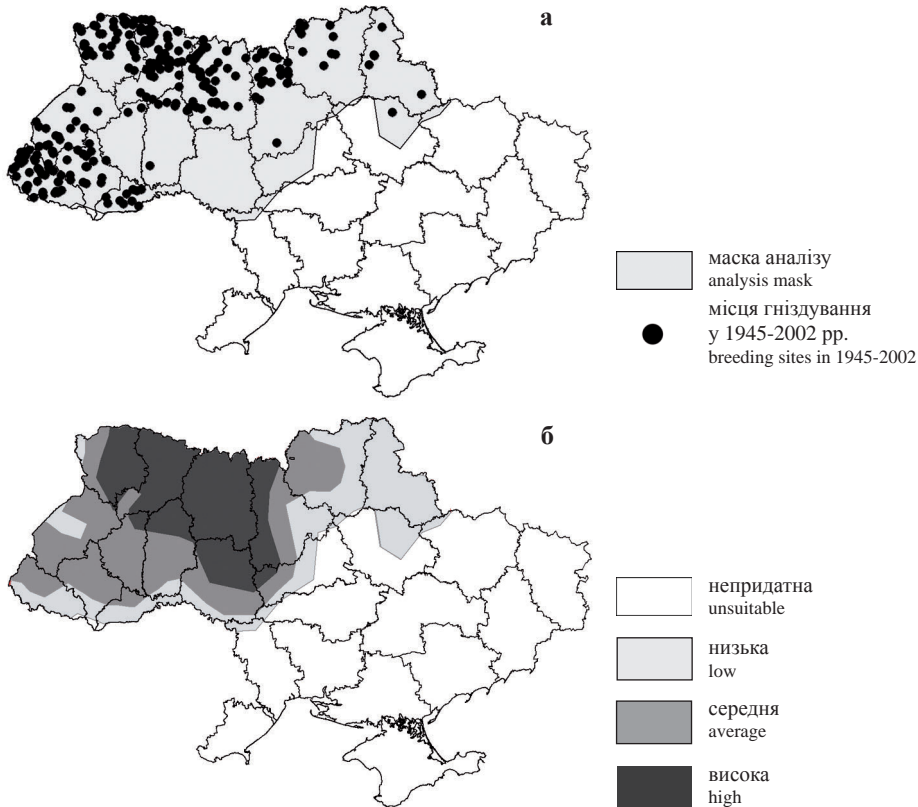 а
маска аналізу
analysis mask
місця гніздування
у 1945-2002 рр.
breeding sites in 1945-2002
б
непридатна
unsuitable
низька
low
середня
average
висока
high